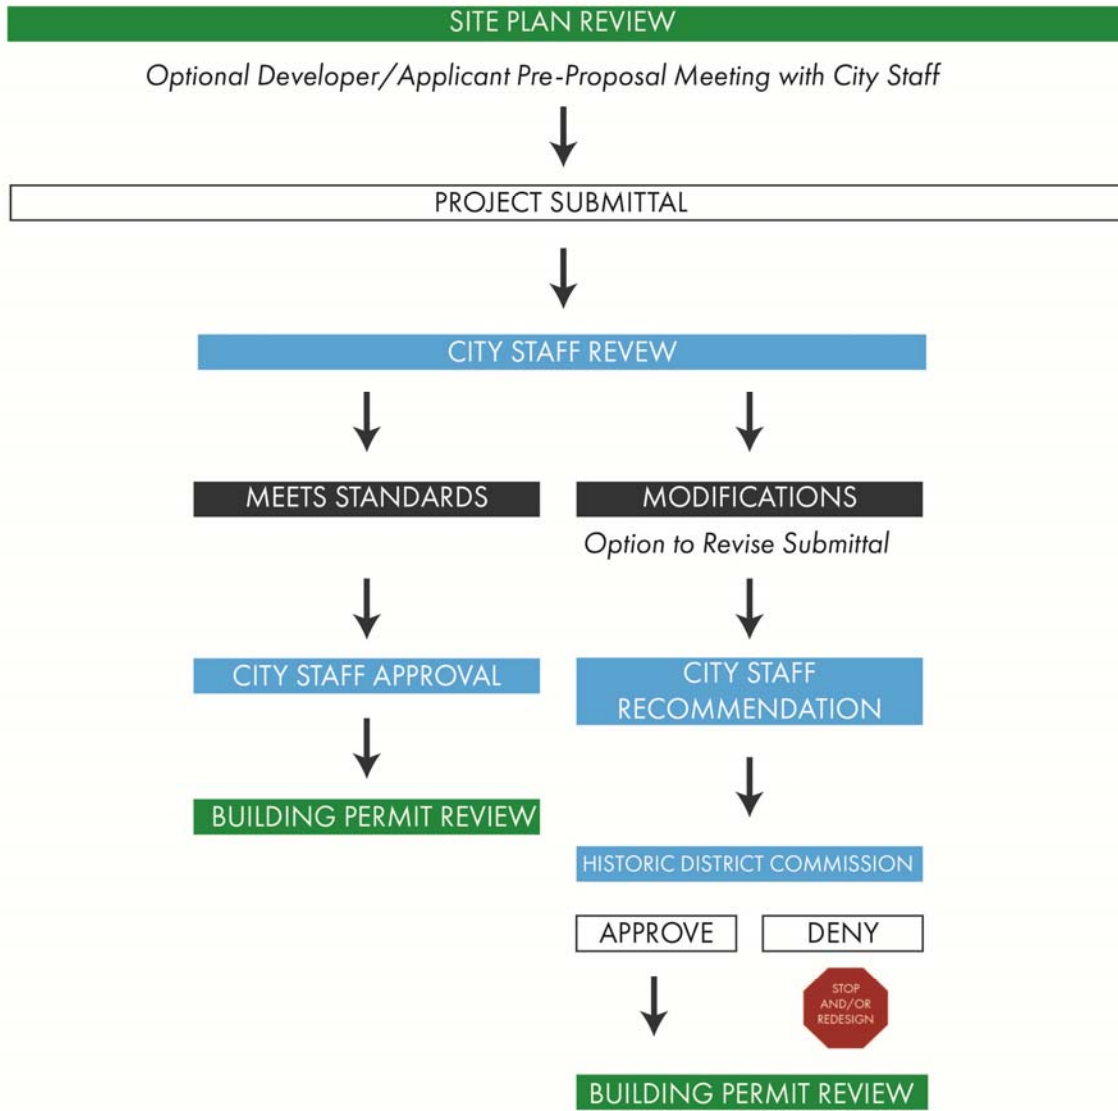 SITE PLAN REVIEW
Optional Developer/Applicant Pre-Proposal Meeting with City Staff
PROJECT SUBMITTAL
CITY STAFF REVIEW
MEETS STANDARDS
MODIFICATIONS
Option to Revise Submittal
CITY STAFF APPROVAL
CITY STAFF
RECOMMENDATION
BUILDING PERMIT REVIEW
HISTORIC DISTRICT COMMISSION
APPROVE
DENY
STOP
AND/OR
REDESIGN
BUILDING PERMIT REVIEW